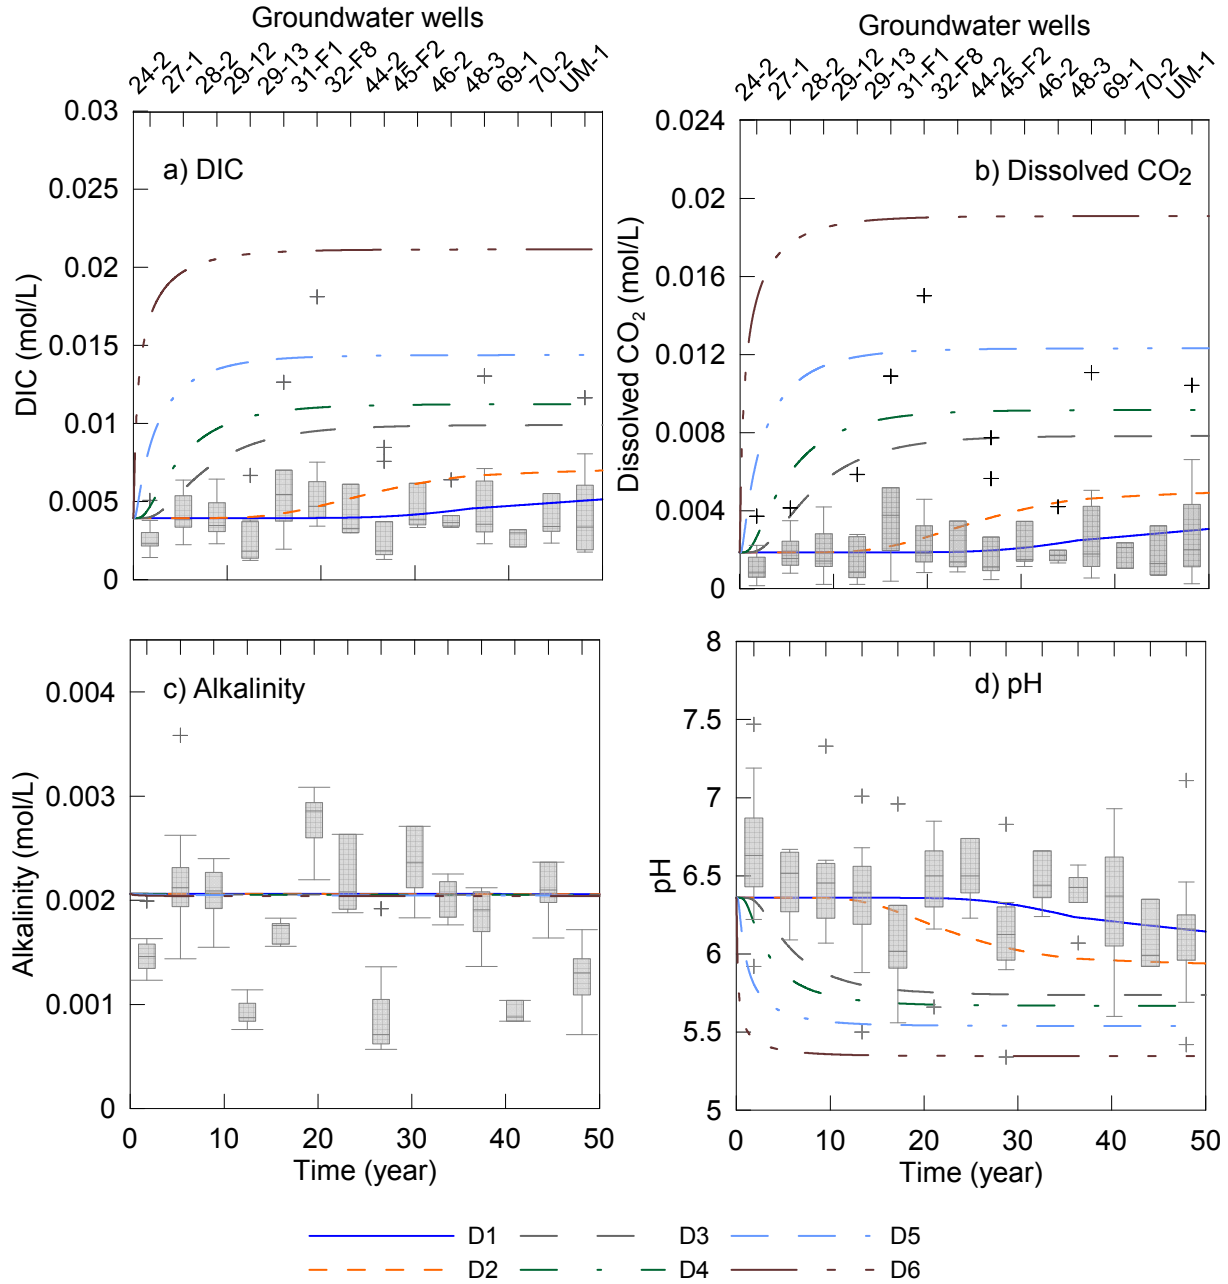 Groundwater wells
Groundwater wells
24-2 27-1 28-2 29-12 29-13 31-F1 32-F8 44-2 45-F2 46-2 48-3 69-1 70-2 UM-1
24-2 27-1 28-2 29-12 29-13 31-F1 32-F8 44-2 45-F2 46-2 48-3 69-1 70-2 UM-1
a) DIC
DIC (mol/L)
0.03
0.025
0.02
0.015
0.01
0.005
0
b) Dissolved CO2
Dissolved CO2 (mol/L)
0.024
0.02
0.016
0.012
0.008
0.004
0
c) Alkalinity
Alkalinity (mol/L)
0.004
0.003
0.002
0.001
0
0 10 20 30 40 50
Time (year)
d) pH
pH
8
7.5
7
6.5
6
5.5
5
0 10 20 30 40 50
Time (year)
D1 D3 D5
D2 D4 D6